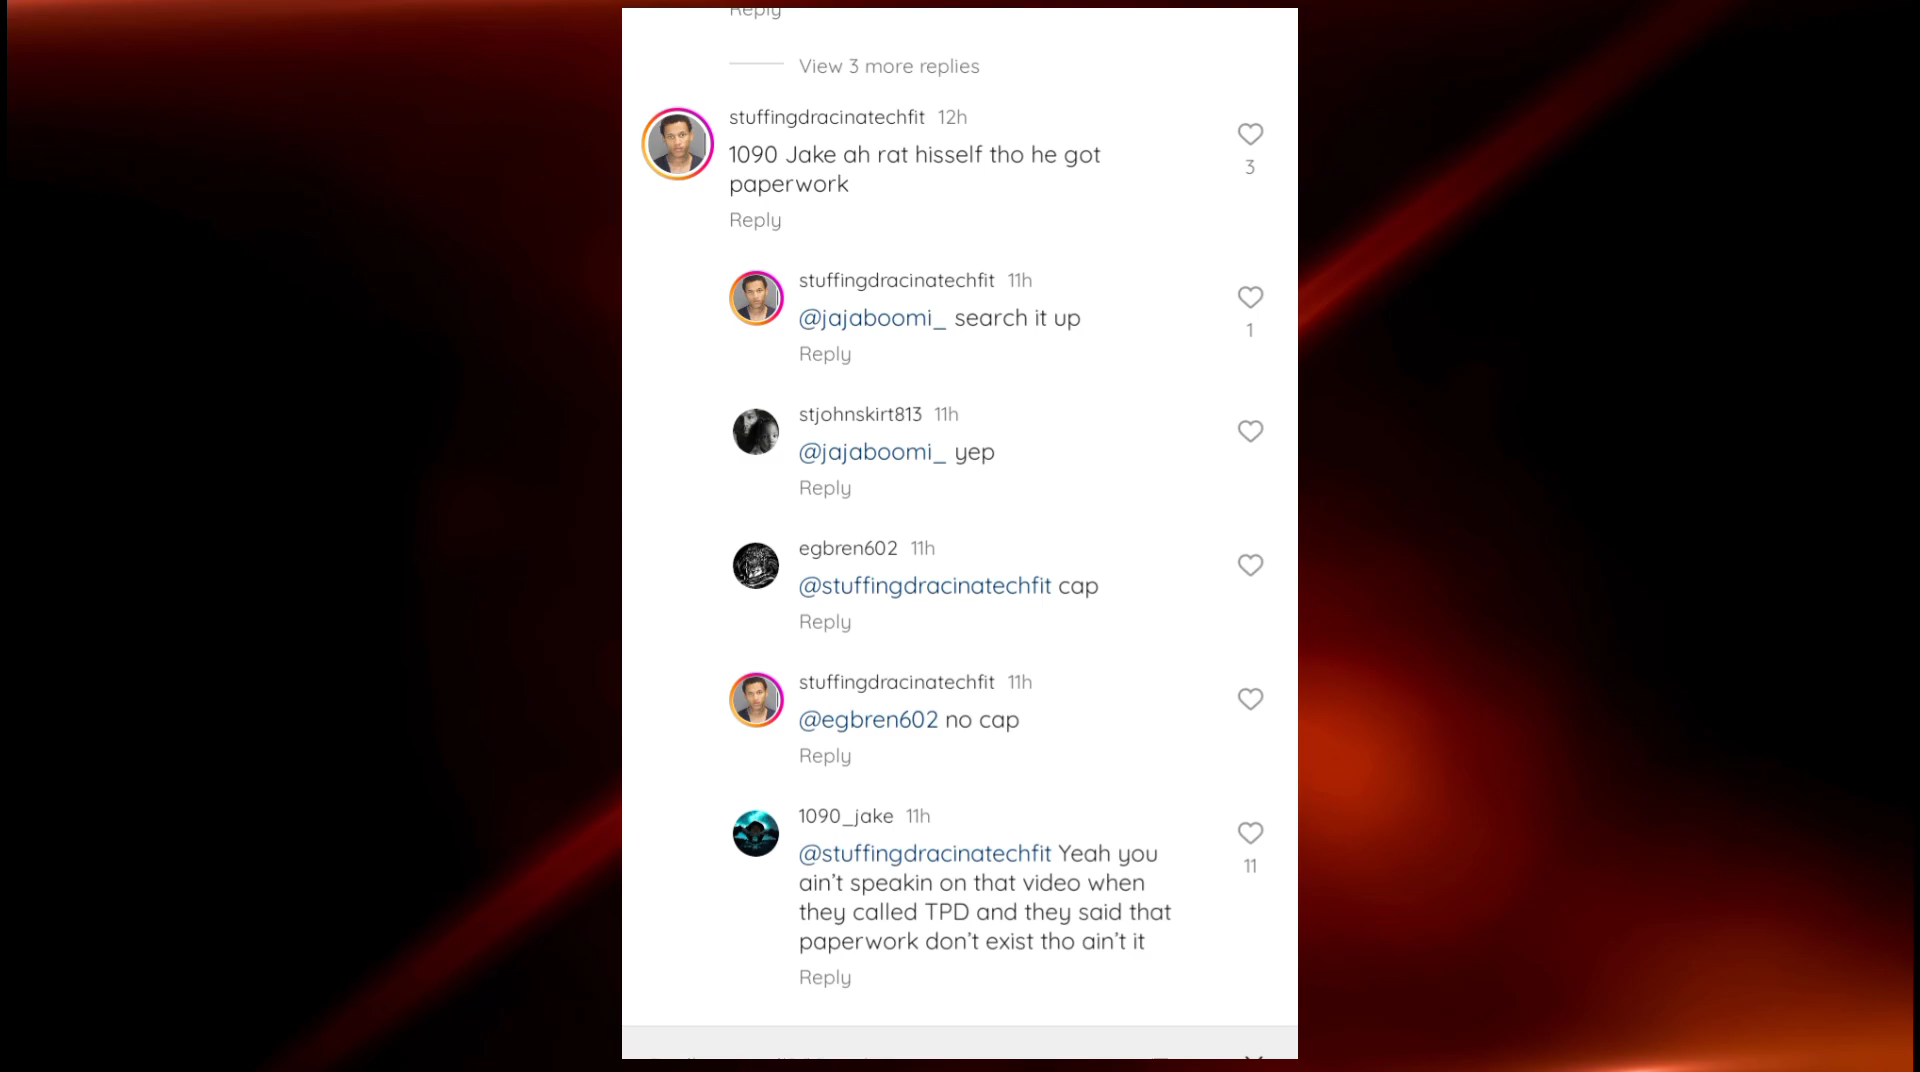 Reply
View 3 more replies
stuffingdracinatechfit 12h
1090 Jake ah rat hisself tho he got
paperwork
3
Reply
stuffingdracinatechfit 11h
@jajaboomi_ search it up
1
Reply
stjohnskirt813 11h
@jajaboomi_ yep
Reply
egbren602 11h
@stuffingdracinatechfit cap
Reply
stuffingdracinatechfit 11h
@egbren602 no cap
Reply
1090_jake 11h
@stuffingdracinatechfit Yeah you
ain't speakin on that video when
11
they called TPD and they said that
paperwork don't exist tho ain't it
Reply